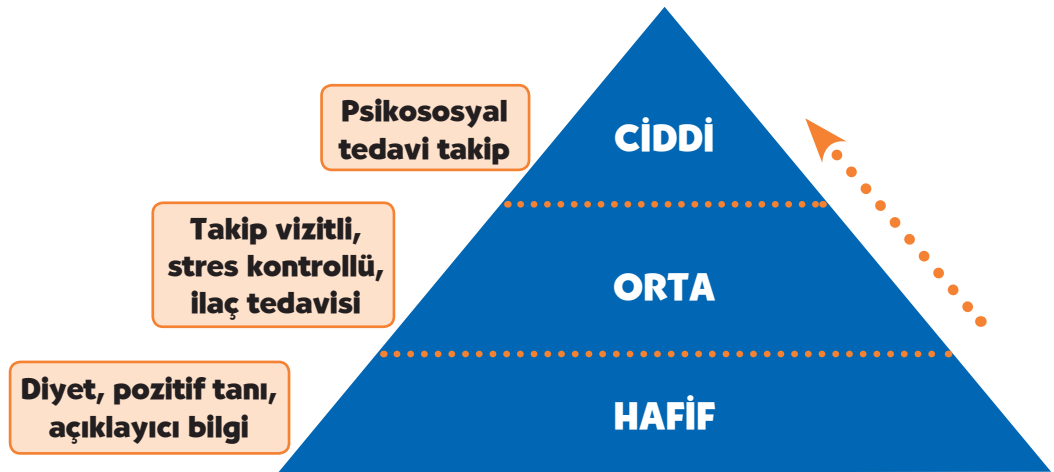 Psikososyal
tedavi takip
CİDDİ
Takip vizitli,
stres kontrollü,
ilaç tedavisi
ORTA
Diyet, pozitif tanı,
açıklayıcı bilgi
HAFİF